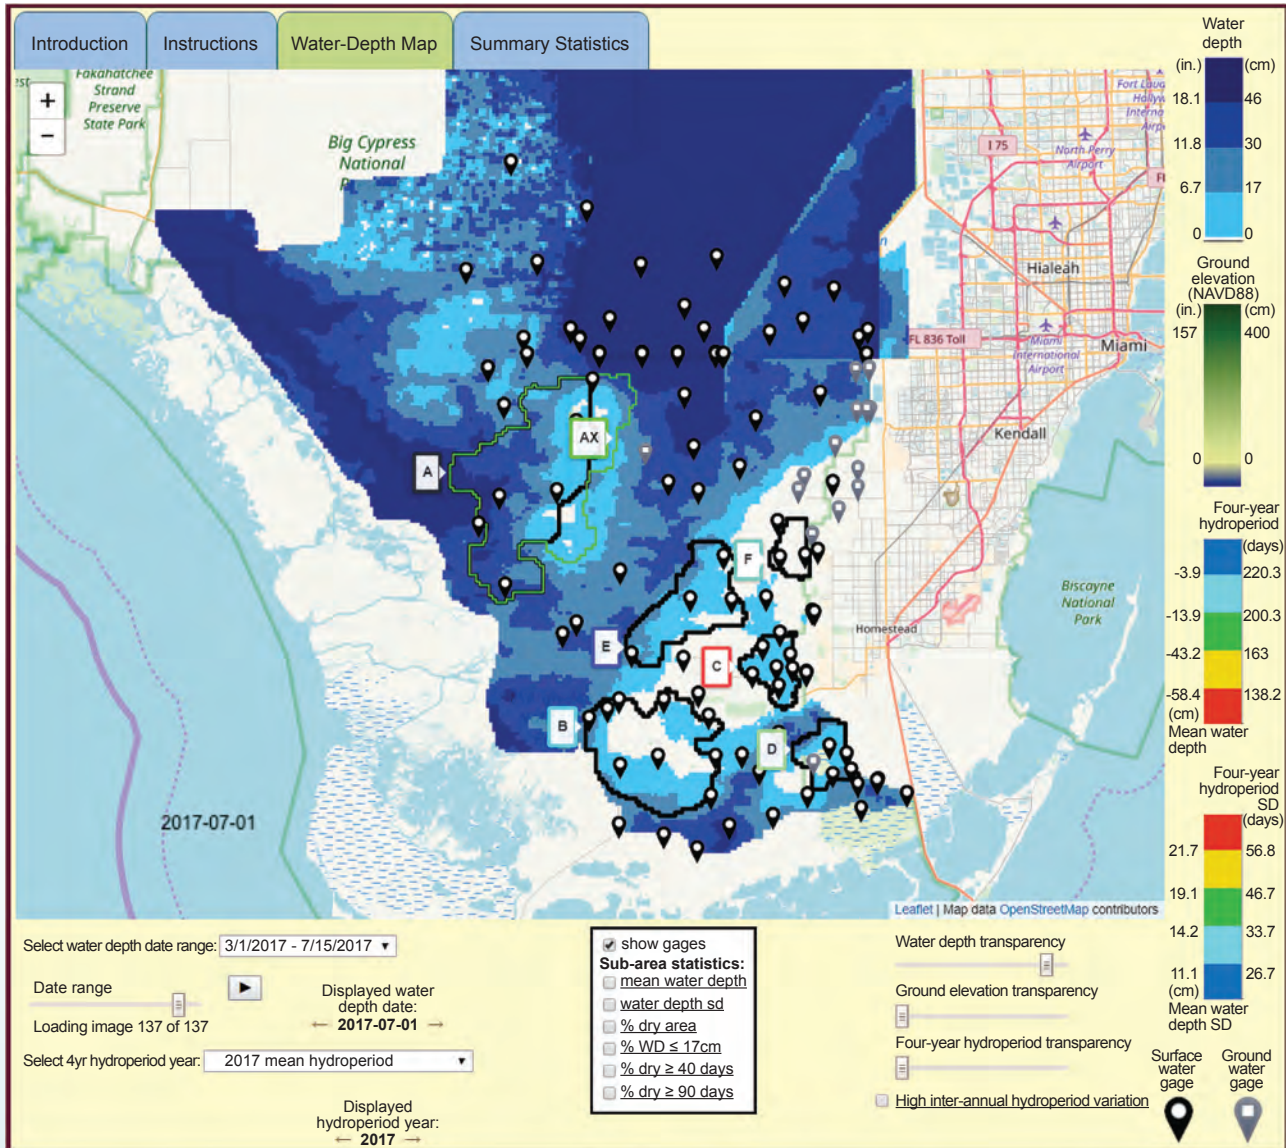 Introduction
Instructions
Water-Depth Map
Summary Statistics
Fakahatchee
Strand
Preserve
State Park
+
−
Big Cypress
National
I 75
North Perry
Airport
Hialeah
FL 836 Toll
Miami
International
Airport
Miami
Kendall
A
AX
F
E
C
B
D
Homestead
Biscayne
National
Park
2017-07-01
Leaflet | Map data OpenStreetMap contributors
Water
depth
(in.) (cm)
18.1 46
11.8 30
6.7 17
0 0
Ground
elevation
(NAVD88)
(in.) (cm)
157 400
0 0
Four-year
hydroperiod
(days)
-3.9 220.3
-13.9 200.3
-43.2 163
-58.4 138.2
(cm)
Mean water
depth
Four-year
hydroperiod
SD
(days)
21.7 56.8
19.1 46.7
14.2 33.7
11.1 26.7
(cm)
Mean water
depth SD
Surface
water
gage
Ground
water
gage
Select water depth date range: 3/1/2017 - 7/15/2017
Date range
Loading image 137 of 137
Displayed water
depth date:
← 2017-07-01 →
Select 4yr hydroperiod year: 2017 mean hydroperiod
Displayed
hydroperiod year:
← 2017 →
show gages
Sub-area statistics:
mean water depth
water depth sd
% dry area
% WD ≤ 17cm
% dry ≥ 40 days
% dry ≥ 90 days
Water depth transparency
Ground elevation transparency
Four-year hydroperiod transparency
High inter-annual hydroperiod variation